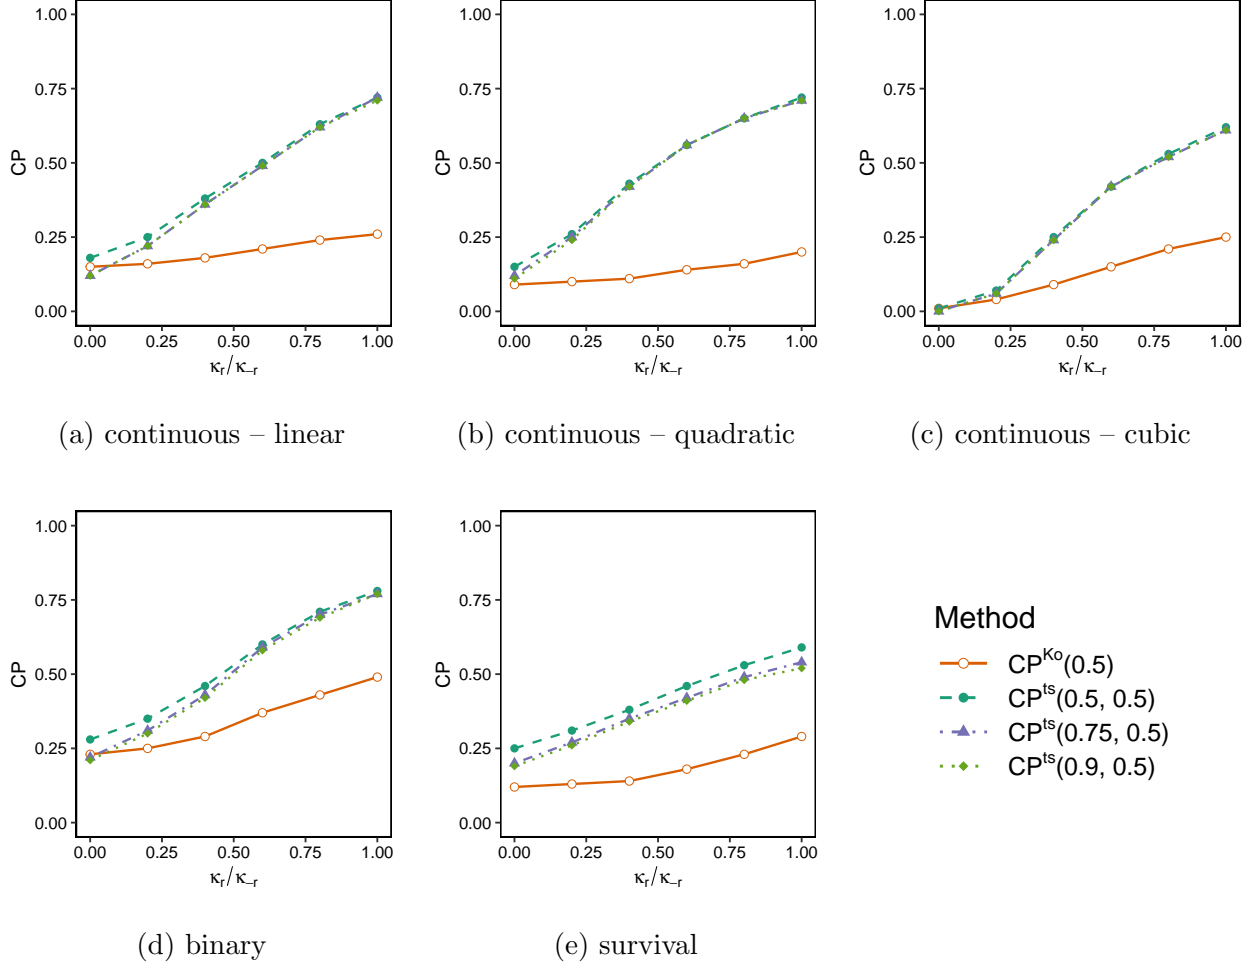 1.00
0.75
0.50
0.25
0.00
CP
0.00 0.25 0.50 0.75 1.00
κr/κ−r
(a) continuous – linear
1.00
0.75
0.50
0.25
0.00
CP
0.00 0.25 0.50 0.75 1.00
κr/κ−r
(b) continuous – quadratic
1.00
0.75
0.50
0.25
0.00
CP
0.00 0.25 0.50 0.75 1.00
κr/κ−r
(c) continuous – cubic
1.00
0.75
0.50
0.25
0.00
CP
0.00 0.25 0.50 0.75 1.00
κr/κ−r
(d) binary
1.00
0.75
0.50
0.25
0.00
CP
0.00 0.25 0.50 0.75 1.00
κr/κ−r
(e) survival
Method
CP^Ko(0.5)
CP^ts(0.5, 0.5)
CP^ts(0.75, 0.5)
CP^ts(0.9, 0.5)